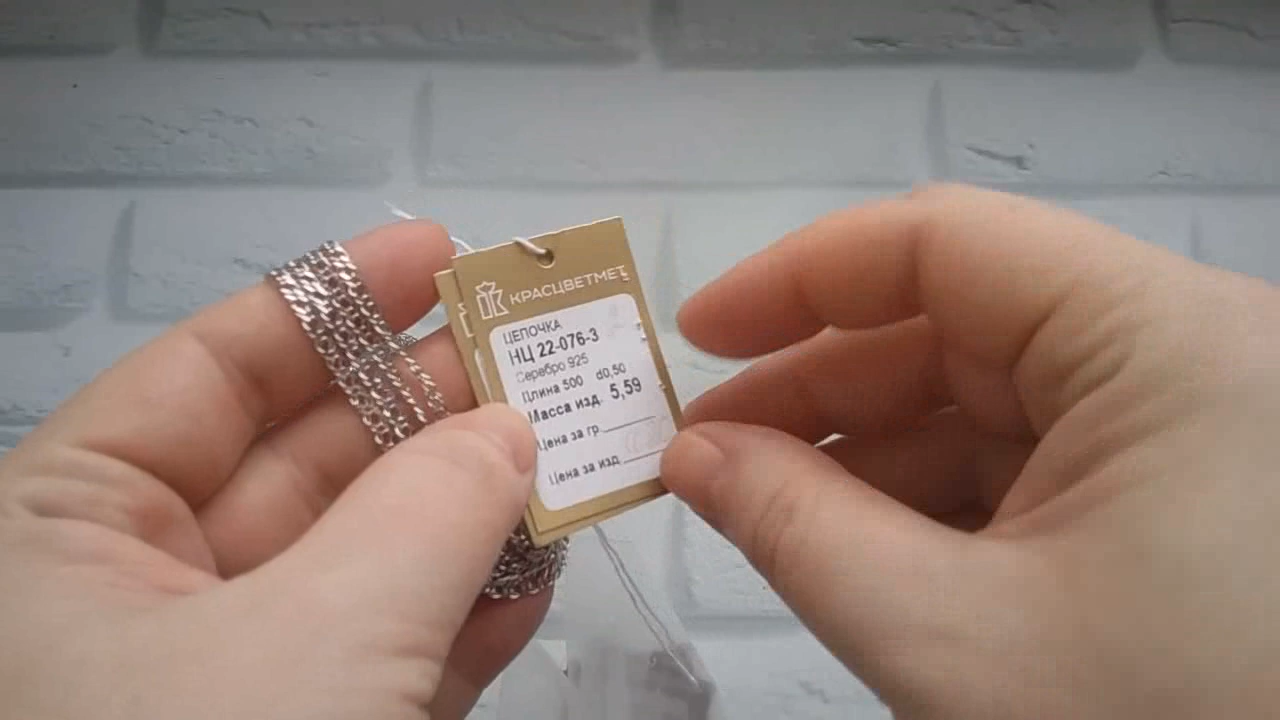 КРАСЦВЕТМЕТ
ЦЕПОЧКА
НЦ 22-076-3
Серебро 925
Длина 500 d0,50
Масса изд. 5,59
Цена за гр.
Цена за изд.